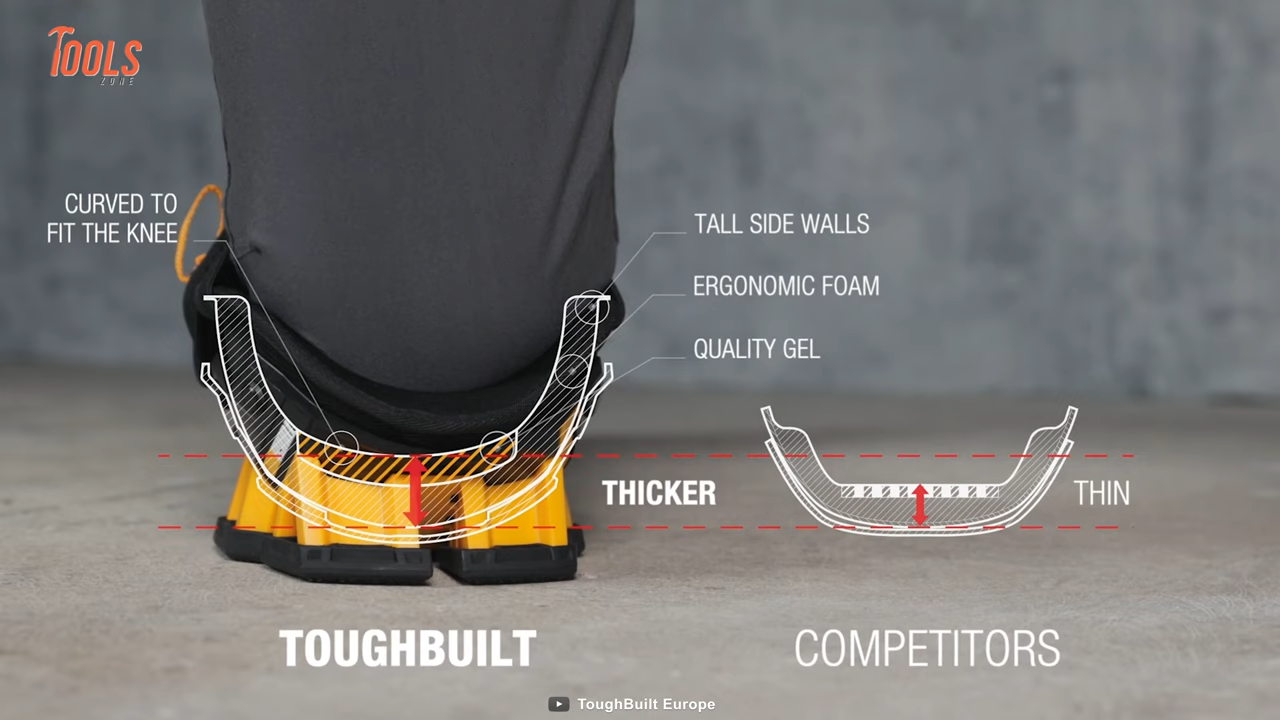 TOOLS
ZONE
CURVED TO
FIT THE KNEE
TALL SIDE WALLS
ERGONOMIC FOAM
QUALITY GEL
THICKER
THIN
TOUGHBUILT
COMPETITORS
ToughBuilt Europe